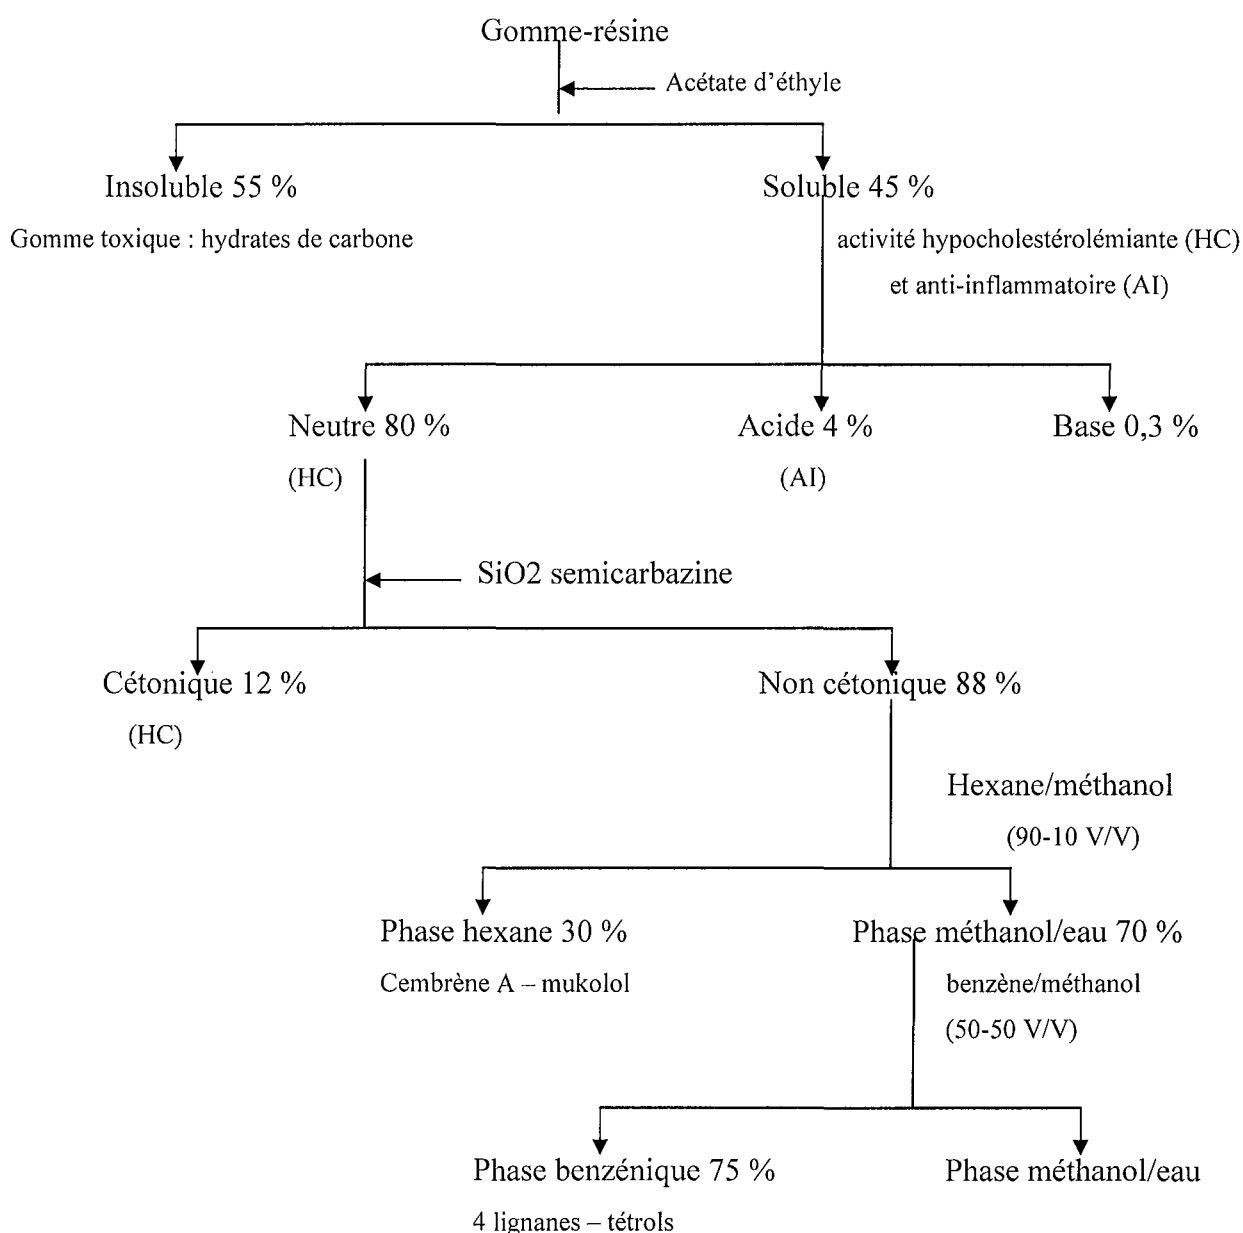 Gomme-résine
Acétate d'éthyle
Insoluble 55 %
Soluble 45 %
Gomme toxique : hydrates de carbone
activité hypocholestérolémiante (HC)
et anti-inflammatoire (AI)
Neutre 80 %
Acide 4 %
Base 0,3 %
(HC)
(AI)
SiO2 semicarbazine
Cétonique 12 %
Non cétonique 88 %
(HC)
Hexane/méthanol
(90-10 V/V)
Phase hexane 30 %
Phase méthanol/eau 70 %
Cembrène A – mukolol
benzène/méthanol
(50-50 V/V)
Phase benzénique 75 %
Phase méthanol/eau
4 lignanes – tétrols